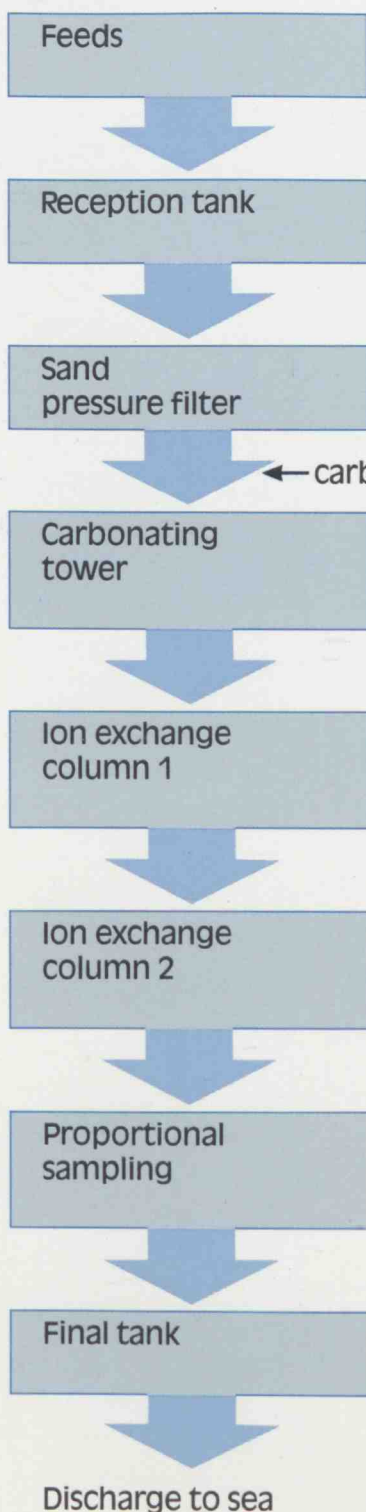 Feeds
Reception tank
Sand
pressure filter
Carbonating
tower
Ion exchange
column 1
Ion exchange
column 2
Proportional
sampling
Final tank
Discharge to sea